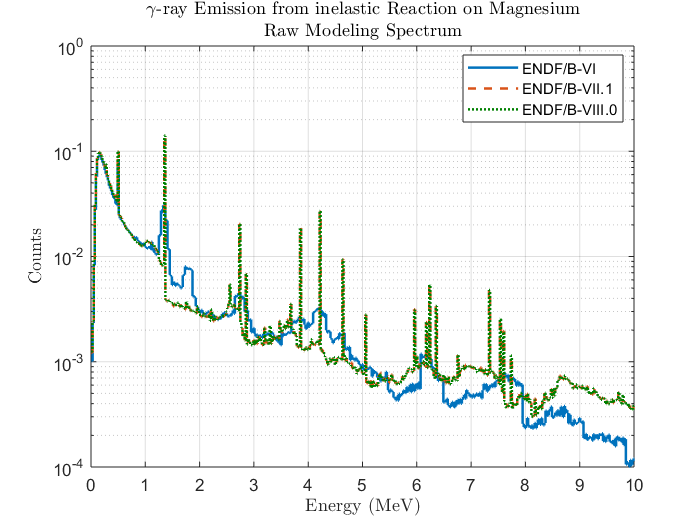 γ-ray Emission from inelastic Reaction on Magnesium
Raw Modeling Spectrum
10^0
10^-1
10^-2
10^-3
10^-4
Counts
ENDF/B-VI
ENDF/B-VII.1
ENDF/B-VIII.0
0 1 2 3 4 5 6 7 8 9 10
Energy (MeV)